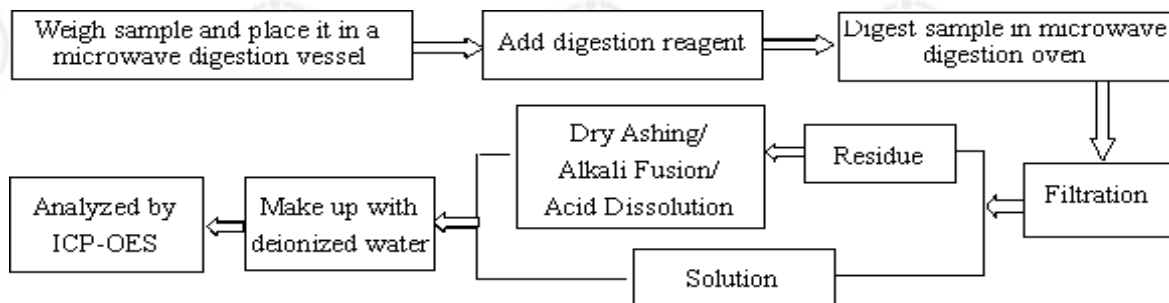 Weigh sample and place it in a
microwave digestion vessel
Add digestion reagent
Digest sample in microwave
digestion oven
Filtration
Residue
Dry Ashing/
Alkali Fusion/
Acid Dissolution
Solution
Make up with
deionized water
Analyzed by
ICP-OES